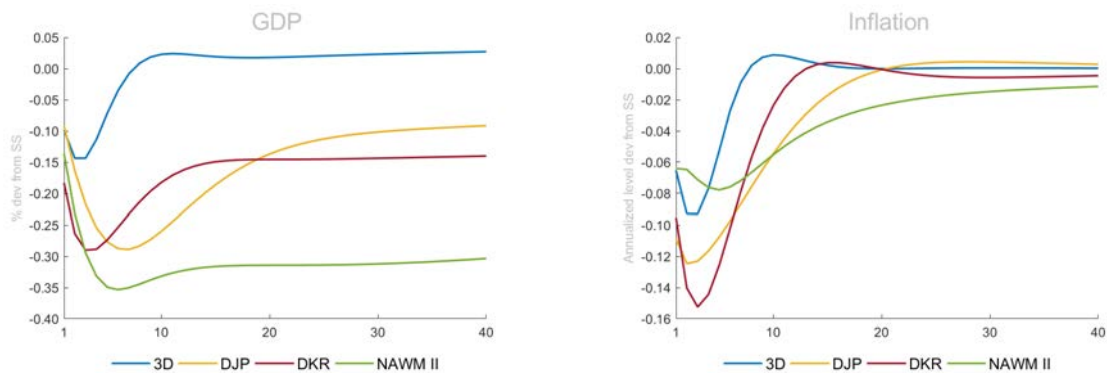 GDP
% dev from SS
0.05
0.00
-0.05
-0.10
-0.15
-0.20
-0.25
-0.30
-0.35
-0.40
1 10 20 30 40
3D DJP DKR NAWM II
Inflation
Annualized level dev from SS
0.02
0.00
-0.02
-0.04
-0.06
-0.08
-0.10
-0.12
-0.14
-0.16
1 10 20 30 40
3D DJP DKR NAWM II